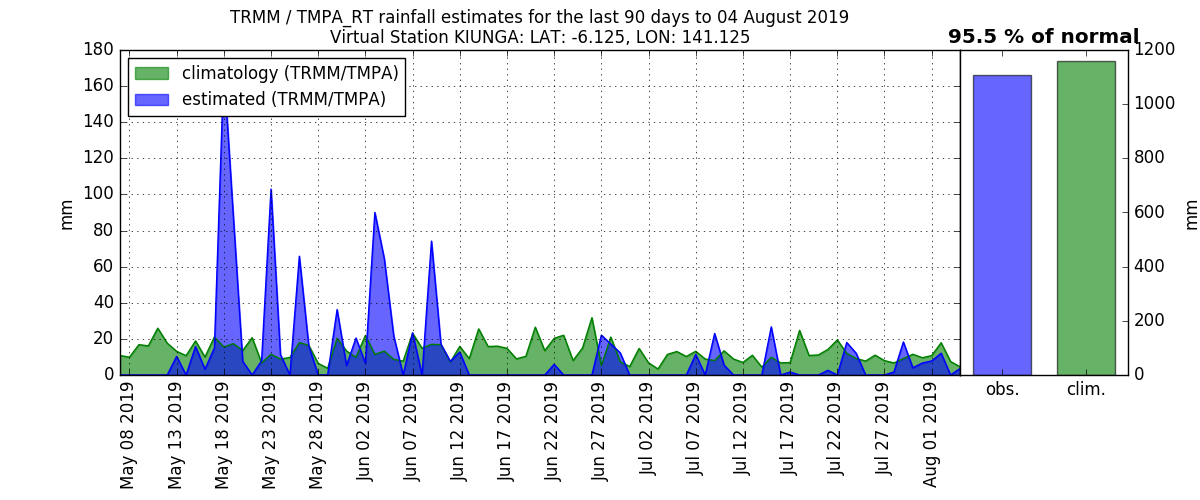 TRMM / TMPA_RT rainfall estimates for the last 90 days to 04 August 2019
Virtual Station KIUNGA: LAT: -6.125, LON: 141.125
95.5 % of normal
climatology (TRMM/TMPA)
estimated (TRMM/TMPA)
mm
180
160
140
120
100
80
60
40
20
0
May 08 2019
May 13 2019
May 18 2019
May 23 2019
May 28 2019
Jun 02 2019
Jun 07 2019
Jun 12 2019
Jun 17 2019
Jun 22 2019
Jun 27 2019
Jul 02 2019
Jul 07 2019
Jul 12 2019
Jul 17 2019
Jul 22 2019
Jul 27 2019
Aug 01 2019
obs.
clim.
1200
1000
800
600
400
200
0
mm